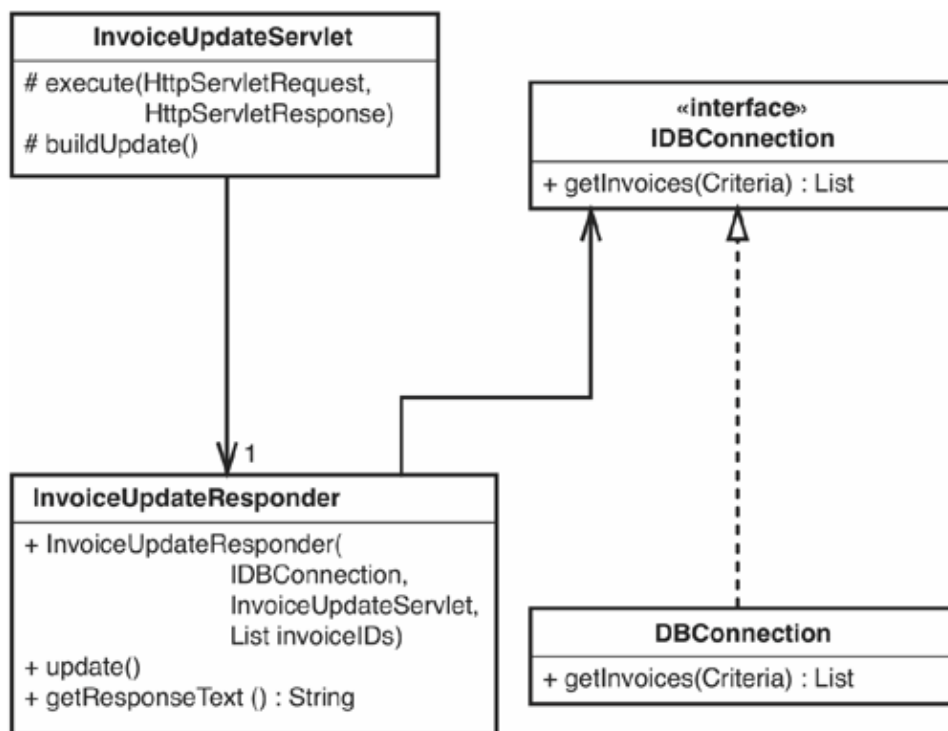 InvoiceUpdateServlet
# execute(HttpServletRequest,
HttpServletResponse)
# buildUpdate()
«interface»
IDBConnection
+ getInvoices(Criteria) : List
1
InvoiceUpdateResponder
+ InvoiceUpdateResponder(
IDBConnection,
InvoiceUpdateServlet,
List invoiceIDs)
+ update()
+ getResponseText () : String
DBConnection
+ getInvoices(Criteria) : List